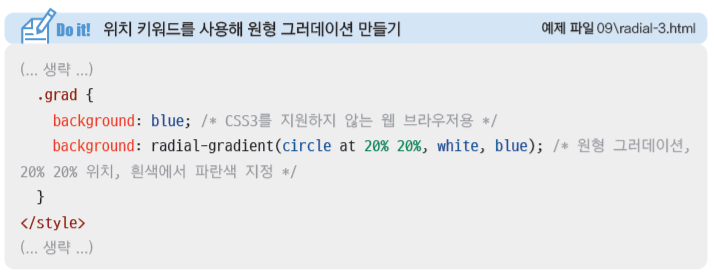 Do it! 위치 키워드를 사용해 원형 그러데이션 만들기 예제 파일 09\radial-3.html
(... 생략 ...)
.grad {
background: blue; /* CSS3를 지원하지 않는 웹 브라우저용 */
background: radial-gradient(circle at 20% 20%, white, blue); /* 원형 그러데이션,
20% 20% 위치, 흰색에서 파란색 지정 */
}
</style>
(... 생략 ...)